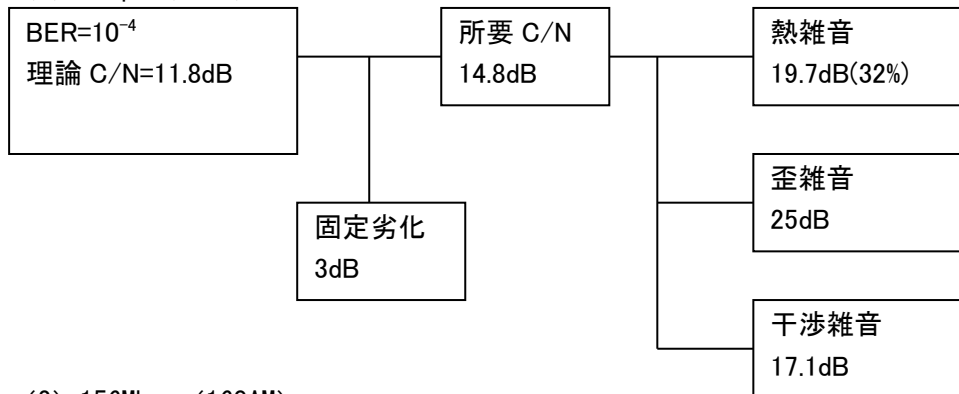 BER=10⁻⁴
理論 C/N=11.8dB
所要 C/N
14.8dB
熱雑音
19.7dB(32%)
固定劣化
3dB
歪雑音
25dB
干渉雑音
17.1dB